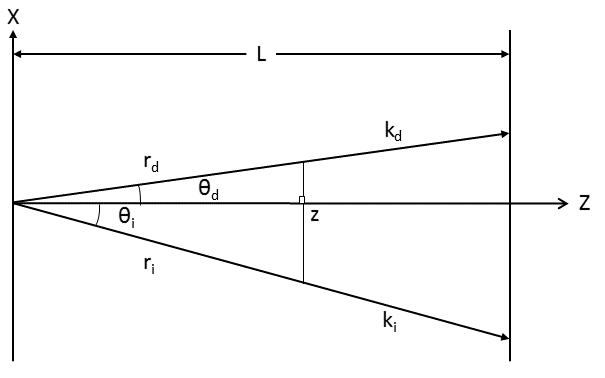 X
L
k_d
r_d
θ_d
Z
θ_i
z
r_i
k_i